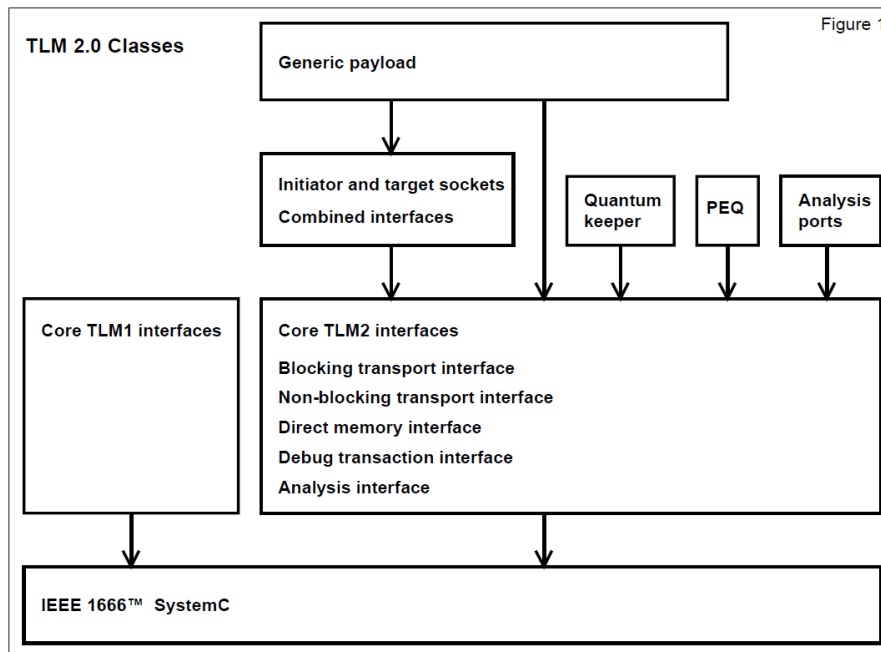 Figure 1
TLM 2.0 Classes
Generic payload
Initiator and target sockets
Combined interfaces
Quantum
keeper
PEQ
Analysis
ports
Core TLM1 interfaces
Core TLM2 interfaces
Blocking transport interface
Non-blocking transport interface
Direct memory interface
Debug transaction interface
Analysis interface
IEEE 1666™ SystemC